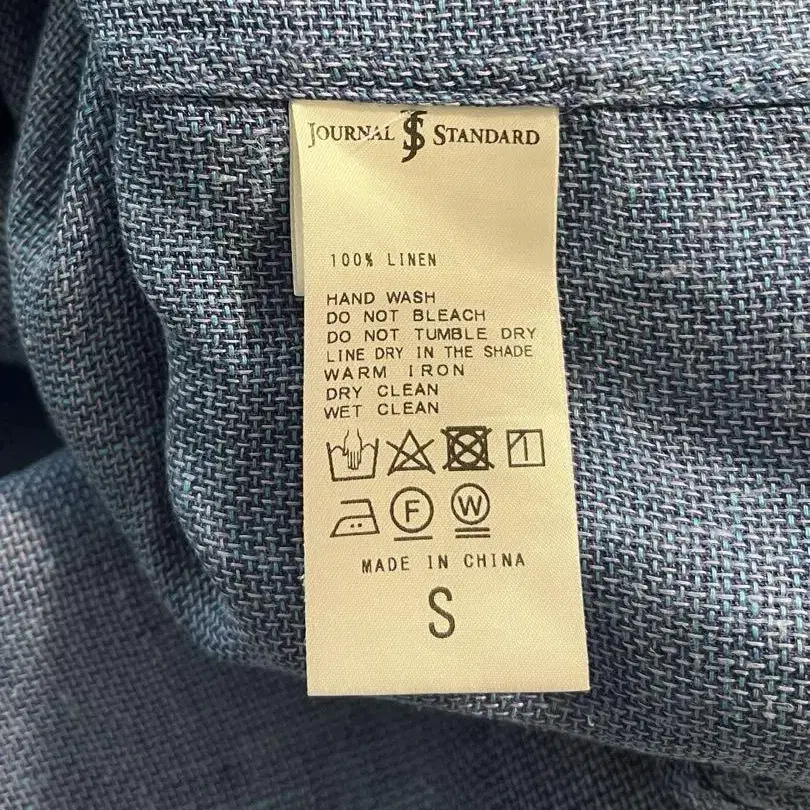 JOURNAL JS STANDARD
100% LINEN
HAND WASH
DO NOT BLEACH
DO NOT TUMBLE DRY
LINE DRY IN THE SHADE
WARM IRON
DRY CLEAN
WET CLEAN
F W
MADE IN CHINA
S